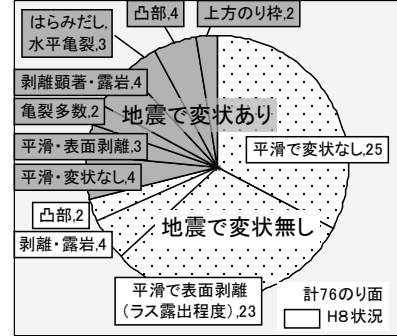 はらみだし,
水平亀裂,3
凸部,4
上方のり枠,2
剥離顕著・露岩,4
亀裂多数,2
地震で変状あり
平滑・表面剥離,3
平滑で変状なし,25
平滑・変状なし,4
凸部,2
地震で変状無し
剥離・露岩,4
平滑で表面剥離
(ラス露出程度),23
計76のり面
H8状況